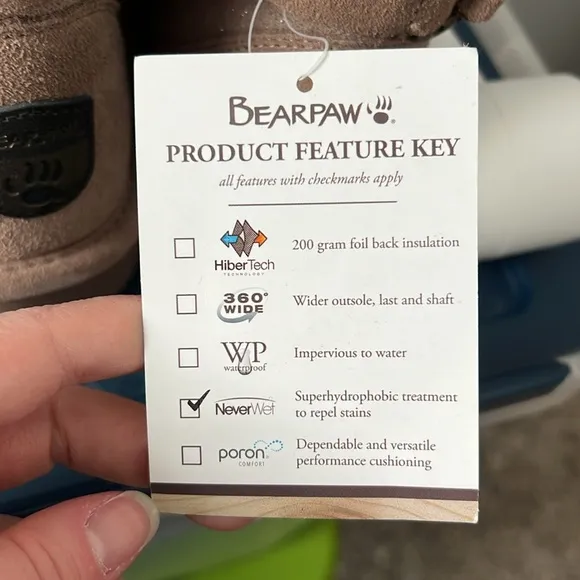 BEARPAW
PRODUCT FEATURE KEY
all features with checkmarks apply
HiberTech
TECHNOLOGY
200 gram foil back insulation
360°
WIDE
Wider outsole, last and shaft
WP
waterproof
Impervious to water
NeverWet
Superhydrophobic treatment
to repel stains
poron
COMFORT
Dependable and versatile
performance cushioning